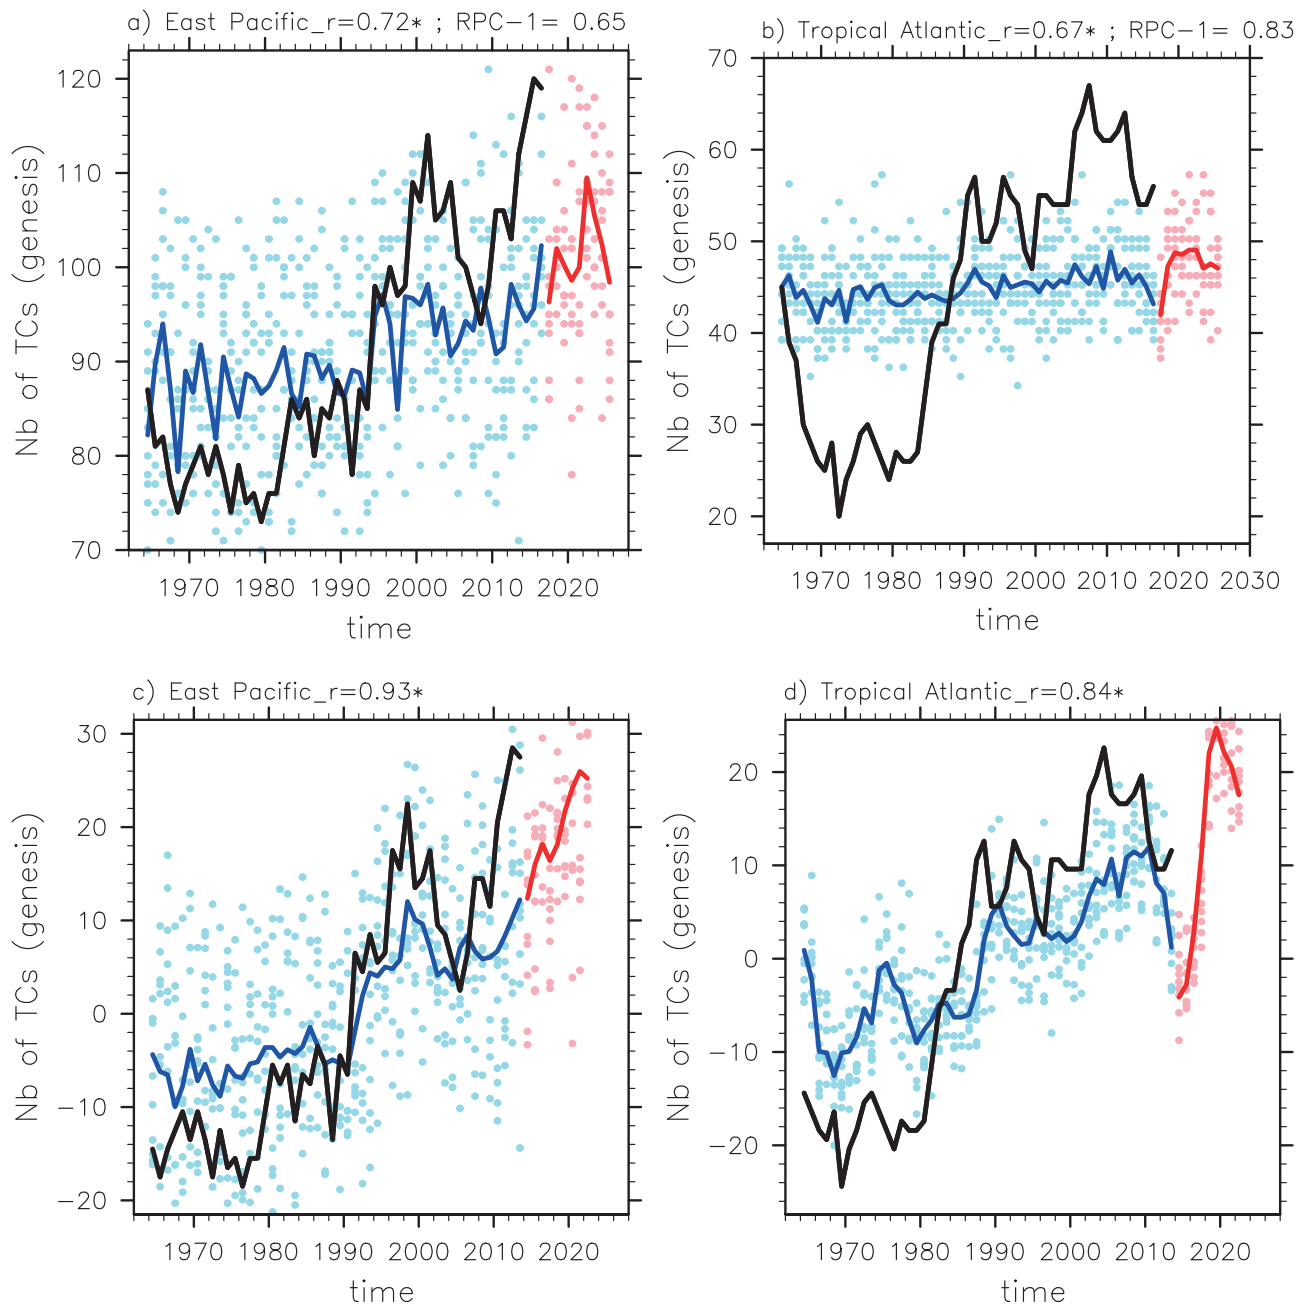 a) East Pacific_r=0.72* ; RPC-1= 0.65
120
110
100
90
80
70
Nb of TCs (genesis)
1970 1980 1990 2000 2010 2020
time
b) Tropical Atlantic_r=0.67* ; RPC-1= 0.83
70
60
50
40
30
20
Nb of TCs (genesis)
1970 1980 1990 2000 2010 2020 2030
time
c) East Pacific_r=0.93*
30
20
10
0
-10
-20
Nb of TCs (genesis)
1970 1980 1990 2000 2010 2020
time
d) Tropical Atlantic_r=0.84*
20
10
0
-10
-20
Nb of TCs (genesis)
1970 1980 1990 2000 2010 2020
time